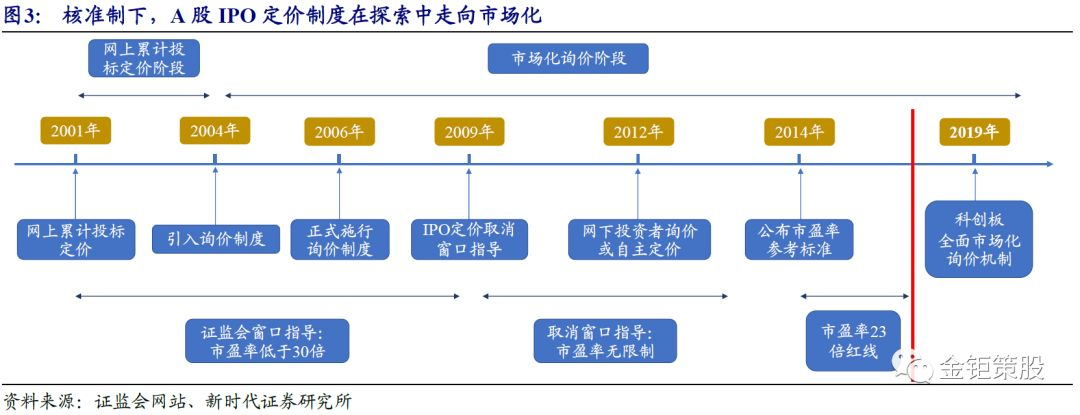 图3： 核准制下，A 股 IPO 定价制度在探索中走向市场化
网上累计投
标定价阶段
市场化询价阶段
2001年
2004年
2006年
2009年
2012年
2014年
2019年
网上累计投标
定价
引入询价制度
正式施行
询价制度
IPO定价取消
窗口指导
网下投资者询价
或自主定价
公布市盈率
参考标准
科创板
全面市场化
询价机制
证监会窗口指导：
市盈率低于30倍
取消窗口指导：
市盈率无限制
市盈率23
倍红线
金钜策股
资料来源：证监会网站、新时代证券研究所